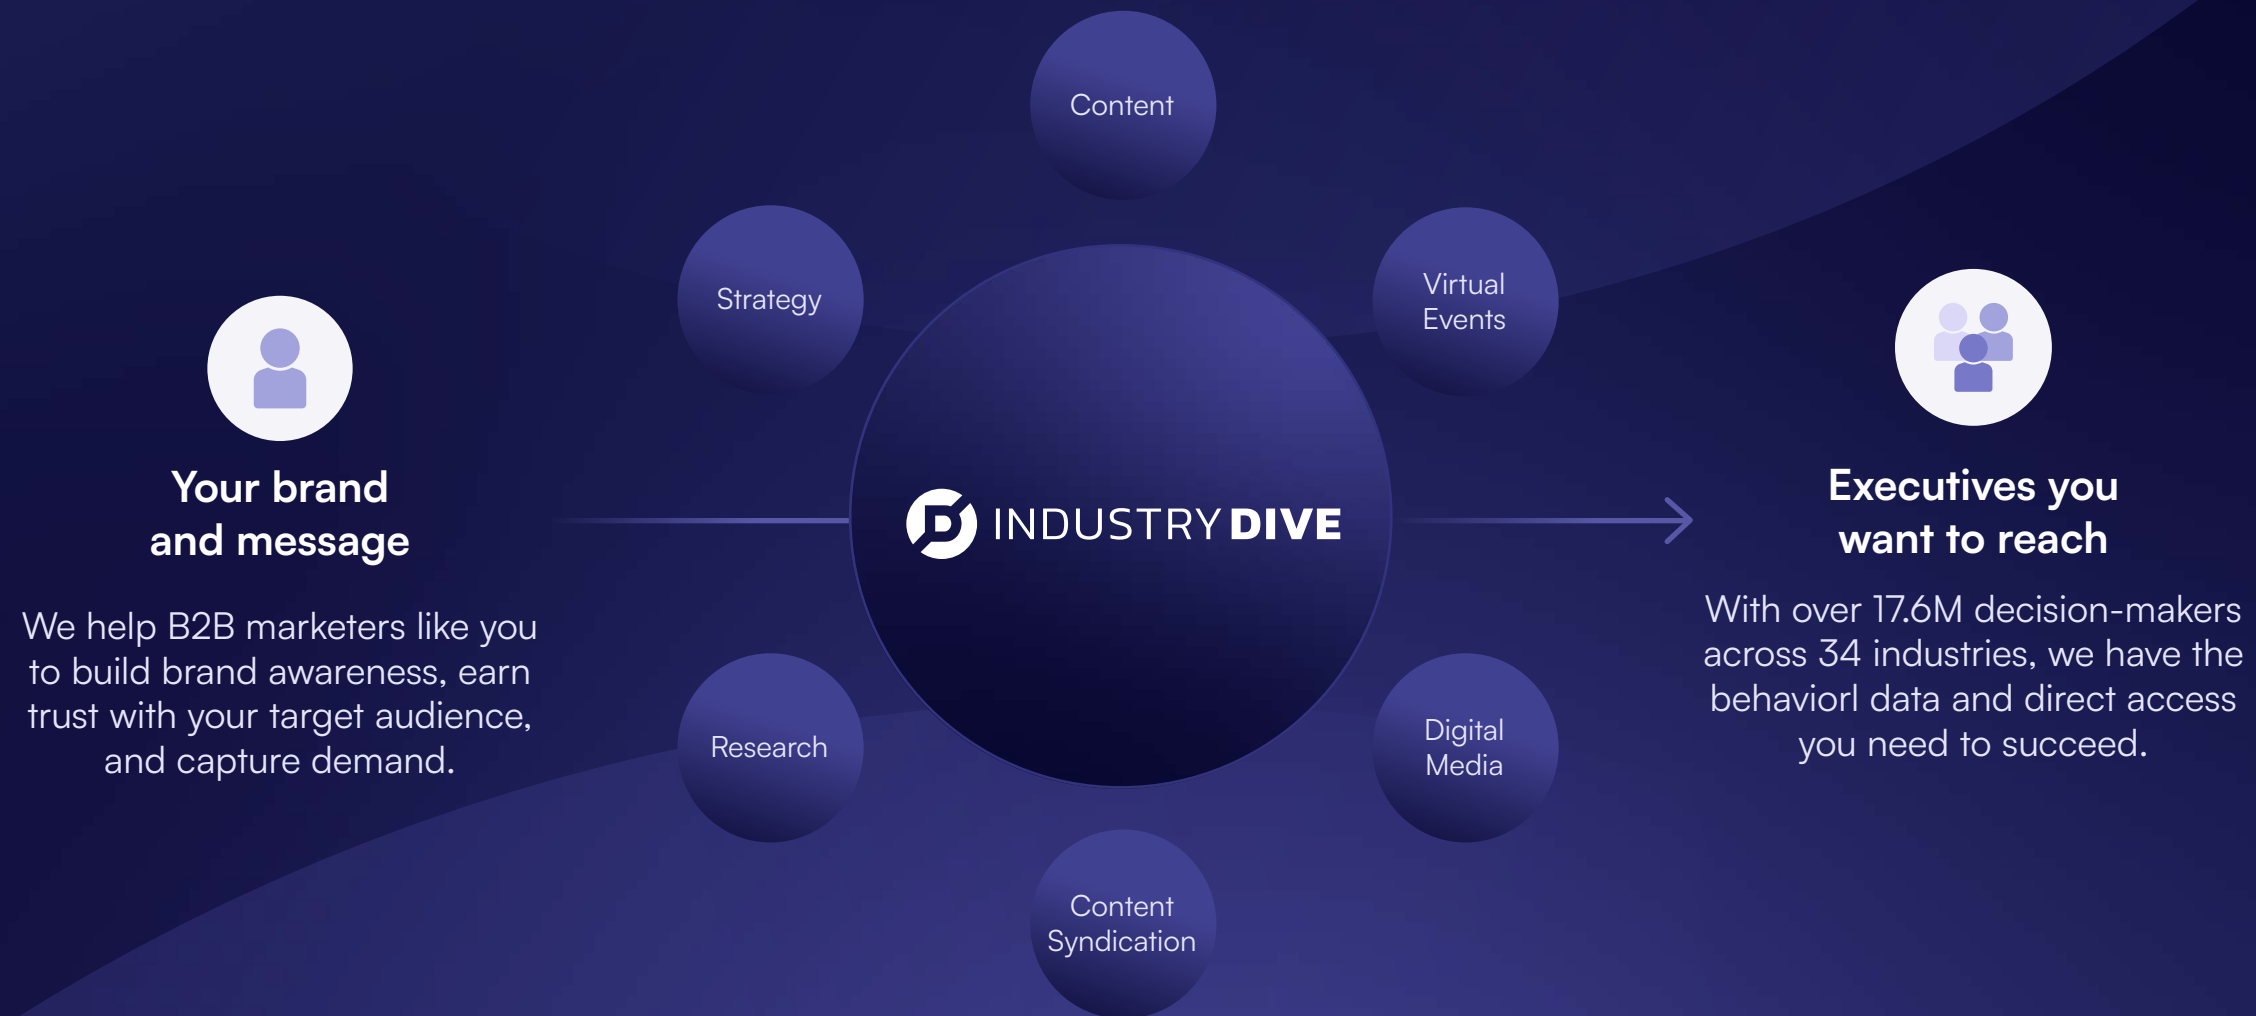 Content
Strategy
Virtual
Events
Your brand
and message
We help B2B marketers like you
to build brand awareness, earn
trust with your target audience,
and capture demand.
INDUSTRY DIVE
Executives you
want to reach
With over 17.6M decision-makers
across 34 industries, we have the
behaviorl data and direct access
you need to succeed.
Research
Digital
Media
Content
Syndication